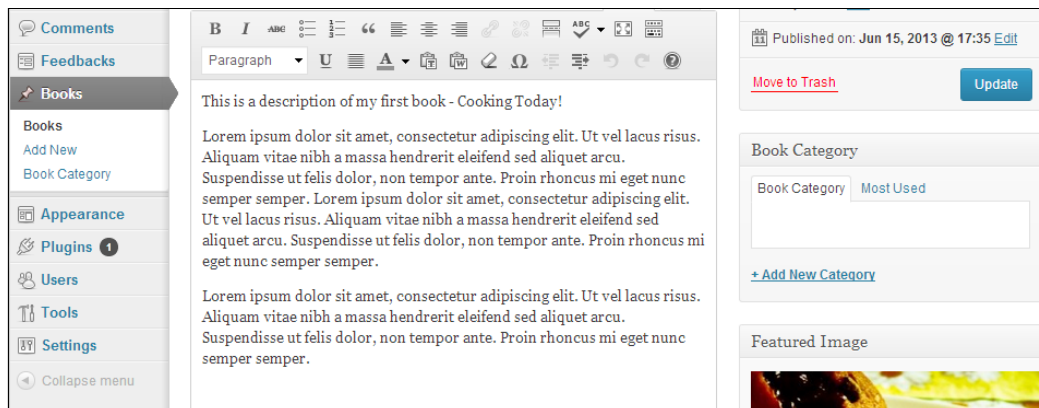 Comments
Feedbacks
Books
Books
Add New
Book Category
Appearance
Plugins 1
Users
Tools
Settings
Collapse menu
B I ABC ABC
Paragraph U A T W Ω ?
This is a description of my first book - Cooking Today!
Lorem ipsum dolor sit amet, consectetur adipiscing elit. Ut vel lacus risus.
Aliquam vitae nibh a massa hendrerit eleifend sed aliquet arcu.
Suspendisse ut felis dolor, non tempor ante. Proin rhoncus mi eget nunc
semper semper. Lorem ipsum dolor sit amet, consectetur adipiscing elit.
Ut vel lacus risus. Aliquam vitae nibh a massa hendrerit eleifend sed
aliquet arcu. Suspendisse ut felis dolor, non tempor ante. Proin rhoncus mi
eget nunc semper semper.
Lorem ipsum dolor sit amet, consectetur adipiscing elit. Ut vel lacus risus.
Aliquam vitae nibh a massa hendrerit eleifend sed aliquet arcu.
Suspendisse ut felis dolor, non tempor ante. Proin rhoncus mi eget nunc
semper semper.
11 Published on: Jun 15, 2013 @ 17:35 Edit
Move to Trash Update
Book Category
Book Category Most Used
+ Add New Category
Featured Image